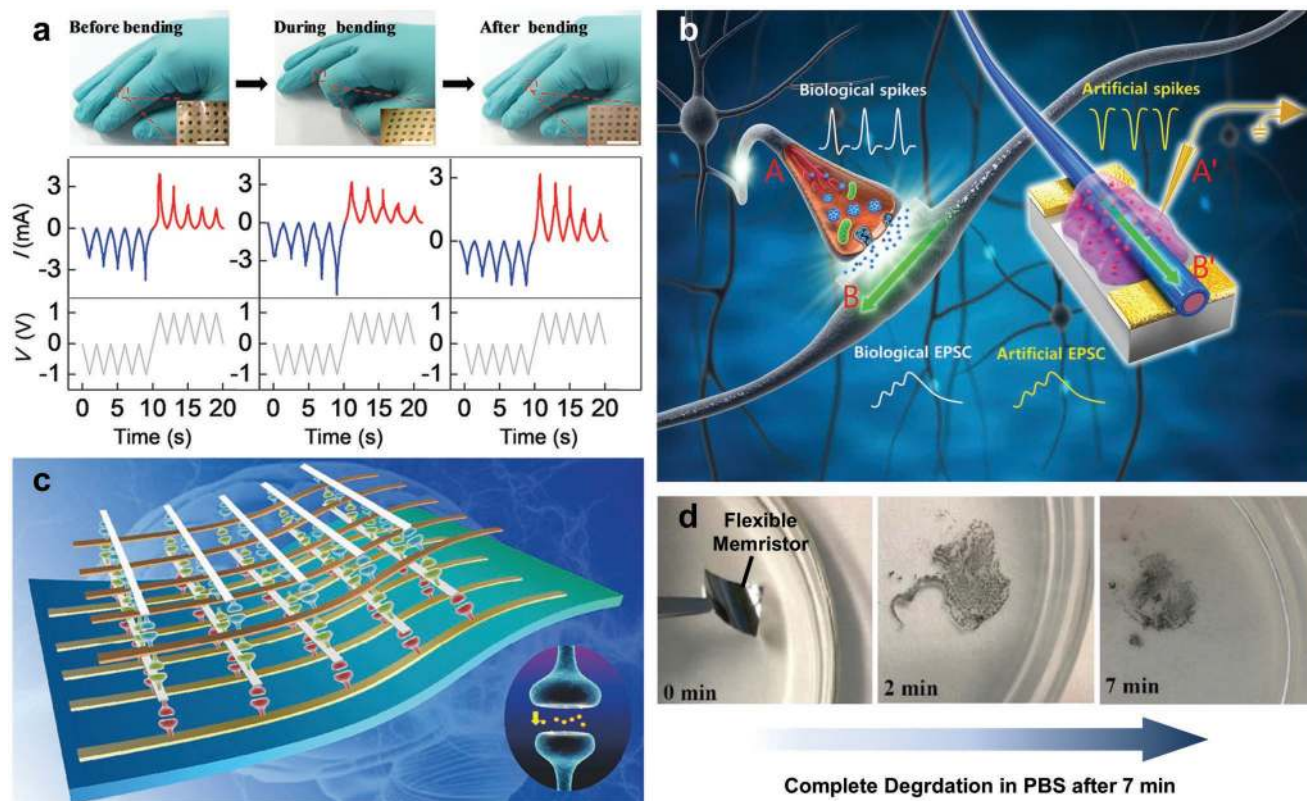 a
Before bending
During bending
After bending
I (mA)
3
0
-3
3
0
-3
3
0
V (V)
1
0
-1
1
0
-1
1
0
-1
0 5 10 15 20
0 5 10 15 20
0 5 10 15 20
Time (s)
Time (s)
Time (s)
b
Biological spikes
Artificial spikes
A
A'
B
B'
Biological EPSC
Artificial EPSC
c
d
Flexible
Memristor
0 min
2 min
7 min
Complete Degrdation in PBS after 7 min